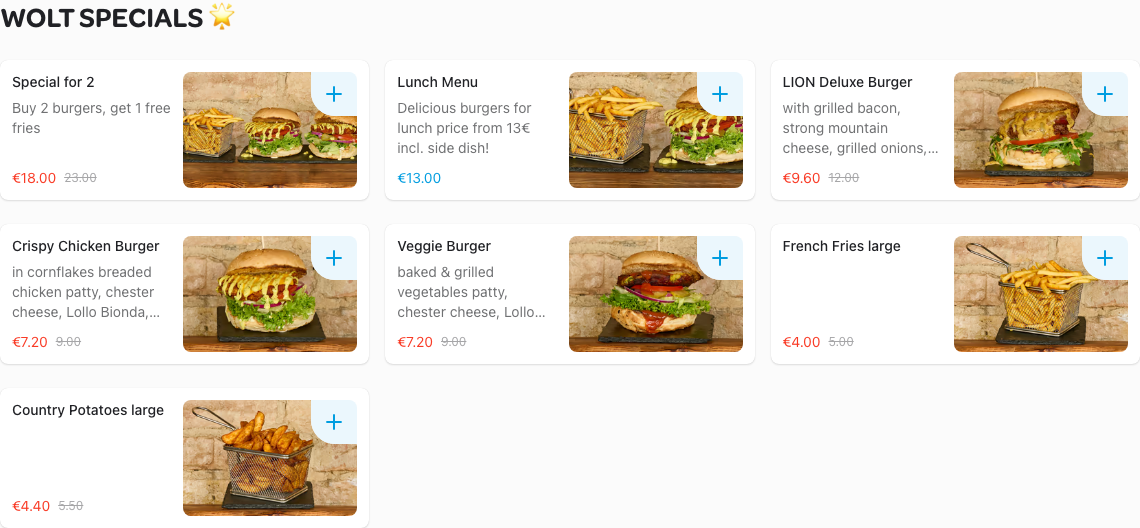 WOLT SPECIALS 🌟
Special for 2
Buy 2 burgers, get 1 free
fries
€18.00 23.00
Lunch Menu
Delicious burgers for
lunch price from 13€
incl. side dish!
€13.00
LION Deluxe Burger
with grilled bacon,
strong mountain
cheese, grilled onions,...
€9.60 12.00
Crispy Chicken Burger
in cornflakes breaded
chicken patty, chester
cheese, Lollo Bionda,...
€7.20 9.00
Veggie Burger
baked & grilled
vegetables patty,
chester cheese, Lollo...
€7.20 9.00
French Fries large
€4.00 5.00
Country Potatoes large
€4.40 5.50